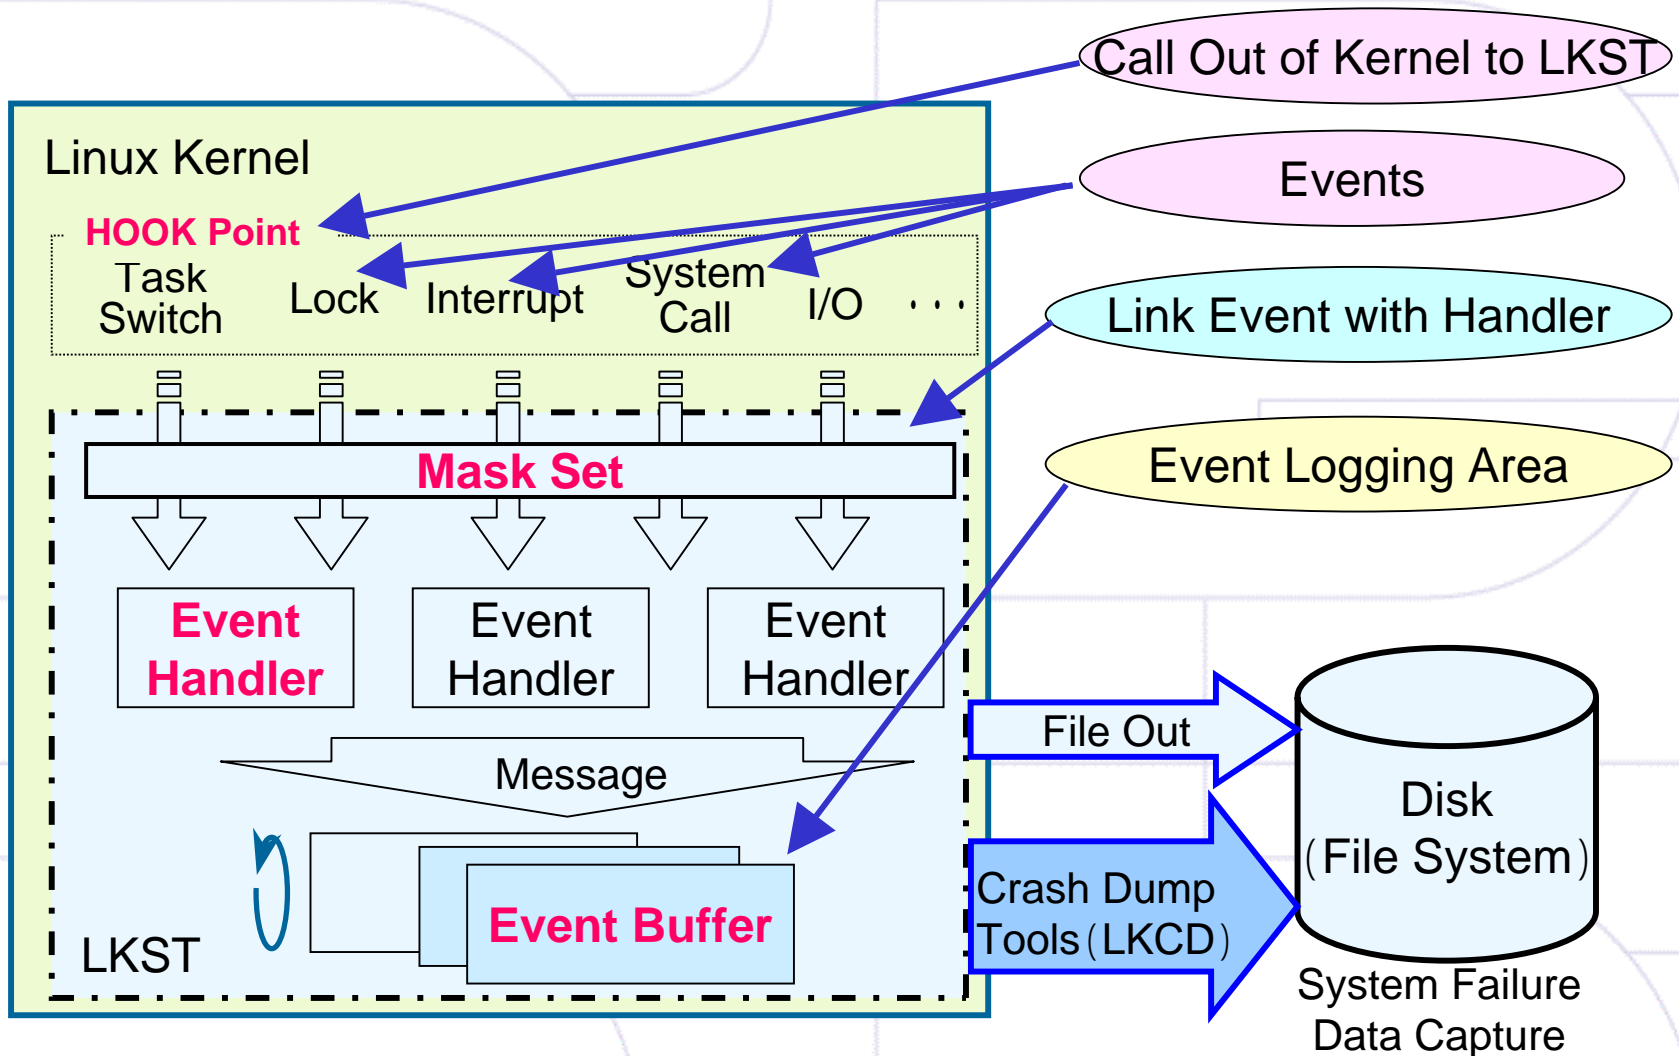 Call Out of Kernel to LKST
Linux Kernel
Events
HOOK Point
Task
Switch
Lock
Interrupt
System
Call
I/O
・・・
Link Event with Handler
Mask Set
Event Logging Area
Event
Handler
Event
Handler
Event
Handler
File Out
Message
Disk
(File System)
Crash Dump
Tools(LKCD)
Event Buffer
LKST
System Failure
Data Capture